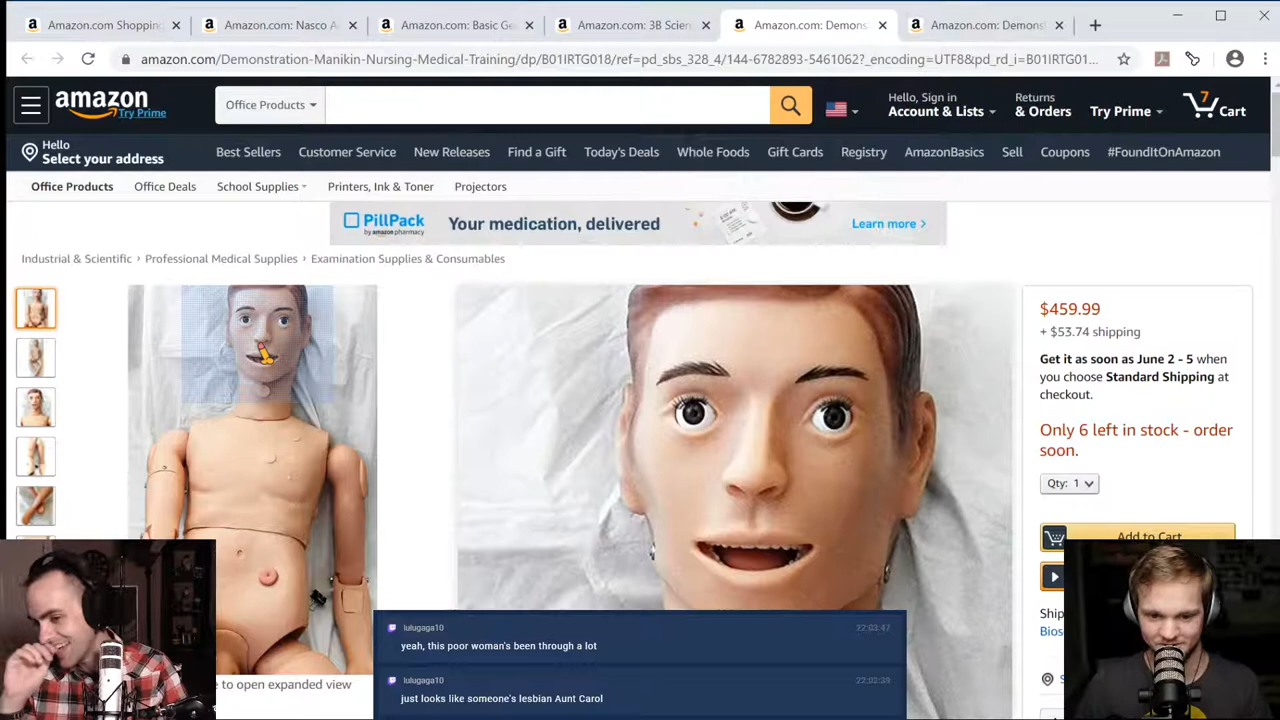 Amazon.com Shopping
Amazon.com: Nasco A
Amazon.com: Basic Ge
Amazon.com: 3B Scien
Amazon.com: Demons
Amazon.com: Demons
amazon.com/Demonstration-Manikin-Nursing-Medical-Training/dp/B01IRTG018/ref=pd_sbs_328_4/144-6782893-5461062?_encoding=UTF8&pd_rd_i=B01IRTG01...
amazon
Try Prime
Office Products
Hello, Sign in
Account & Lists
Returns
& Orders
Try Prime
7
Cart
Hello
Select your address
Best Sellers
Customer Service
New Releases
Find a Gift
Today's Deals
Whole Foods
Gift Cards
Registry
AmazonBasics
Sell
Coupons
#FoundItOnAmazon
Office Products
Office Deals
School Supplies
Printers, Ink & Toner
Projectors
PillPack
by amazon pharmacy
Your medication, delivered
Learn more ›
Industrial & Scientific › Professional Medical Supplies › Examination Supplies & Consumables
$459.99
+ $53.74 shipping
Get it as soon as June 2 - 5 when
you choose Standard Shipping at
checkout.
Only 6 left in stock - order
soon.
Qty: 1
Add to Cart
Ship
Bios
S
e to open expanded view
lulugaga10
22:03:47
yeah, this poor woman's been through a lot
lulugaga10
22:02:29
just looks like someone's lesbian Aunt Carol